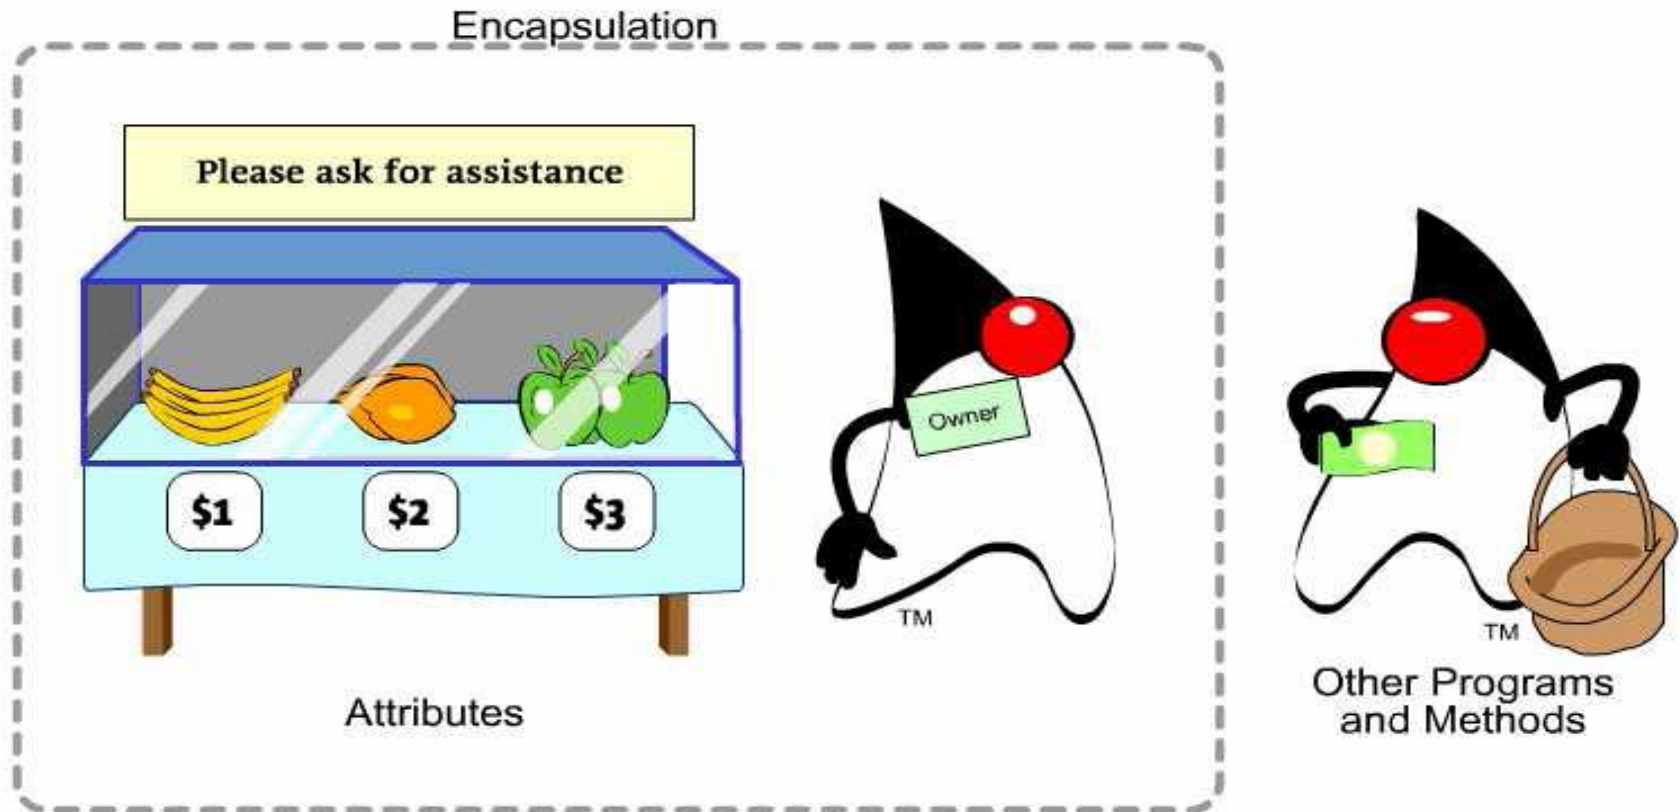 Encapsulation
Please ask for assistance
Owner
$1
$2
$3
TM
TM
Attributes
Other Programs
and Methods